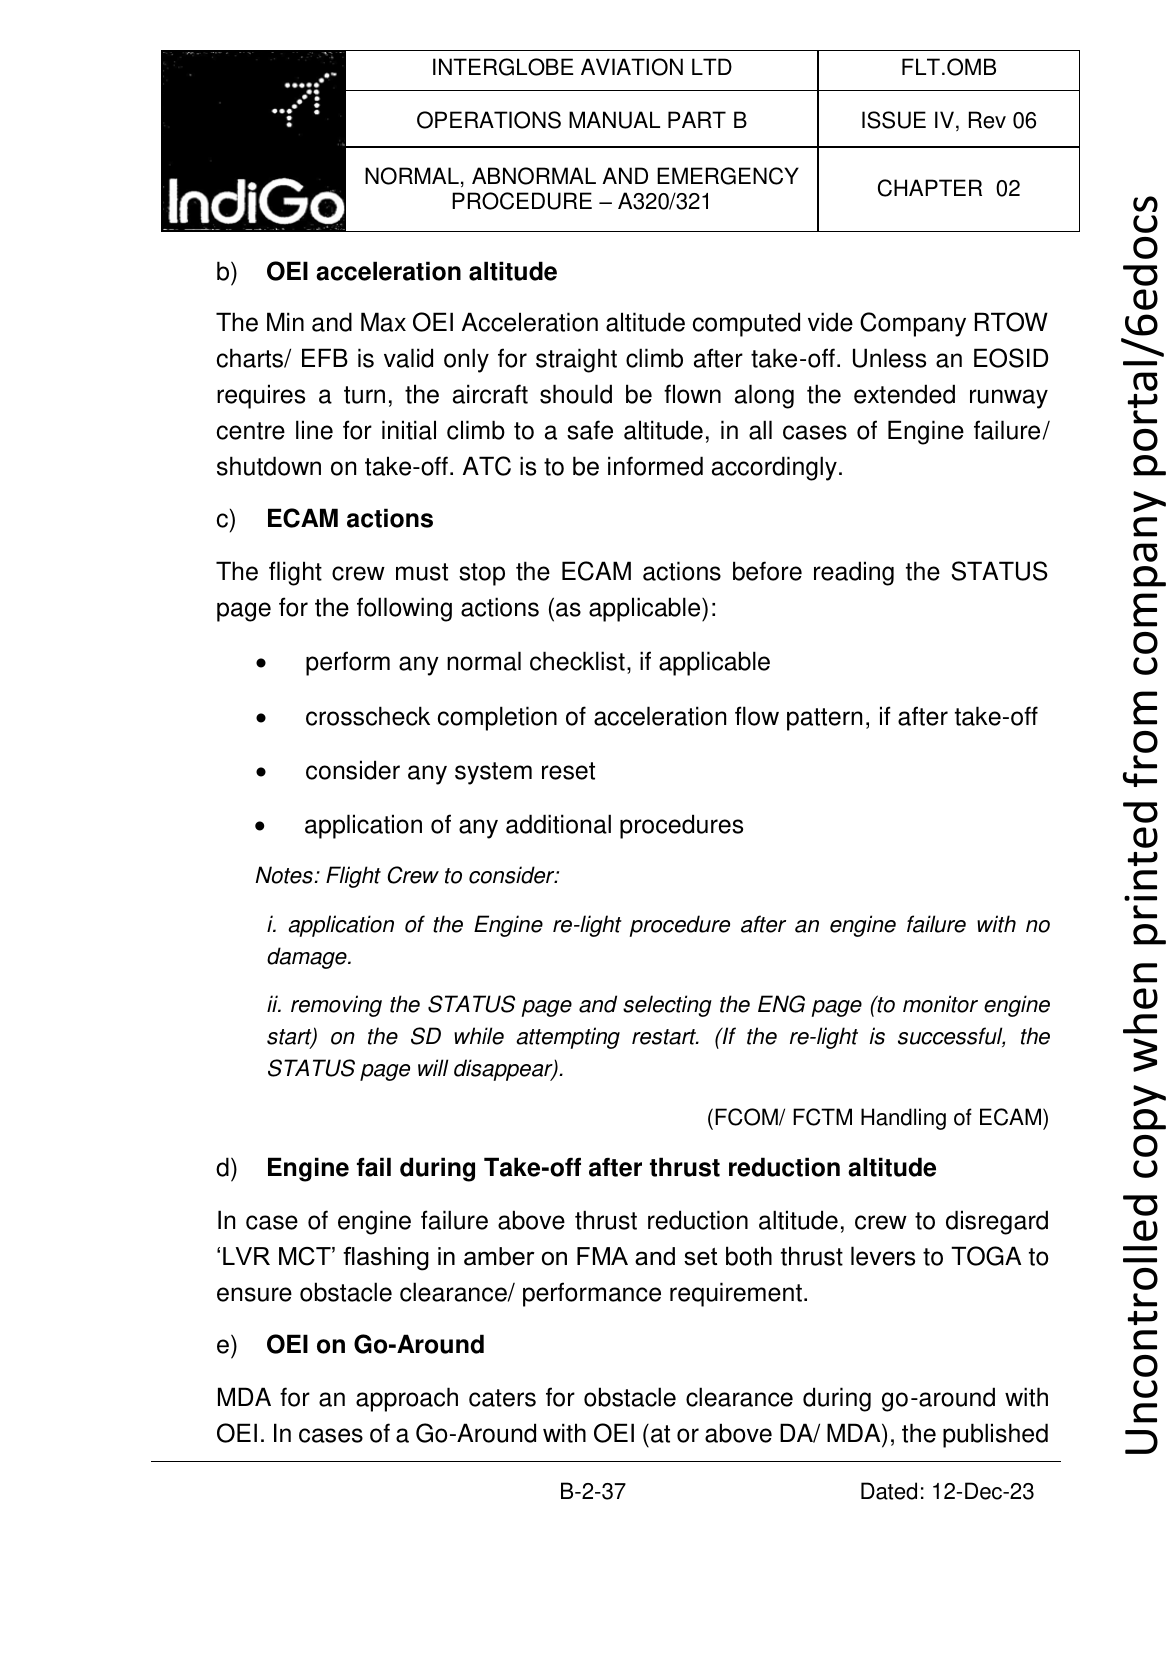 IndiGo
INTERGLOBE AVIATION LTD
FLT.OMB
OPERATIONS MANUAL PART B
ISSUE IV, Rev 06
NORMAL, ABNORMAL AND EMERGENCY
PROCEDURE – A320/321
CHAPTER 02
b) OEI acceleration altitude
The Min and Max OEI Acceleration altitude computed vide Company RTOW
charts/ EFB is valid only for straight climb after take-off. Unless an EOSID
requires a turn, the aircraft should be flown along the extended runway
centre line for initial climb to a safe altitude, in all cases of Engine failure/
shutdown on take-off. ATC is to be informed accordingly.
c) ECAM actions
The flight crew must stop the ECAM actions before reading the STATUS
page for the following actions (as applicable):
• perform any normal checklist, if applicable
• crosscheck completion of acceleration flow pattern, if after take-off
• consider any system reset
• application of any additional procedures
Notes: Flight Crew to consider:
i. application of the Engine re-light procedure after an engine failure with no
damage.
ii. removing the STATUS page and selecting the ENG page (to monitor engine
start) on the SD while attempting restart. (If the re-light is successful, the
STATUS page will disappear).
(FCOM/ FCTM Handling of ECAM)
d) Engine fail during Take-off after thrust reduction altitude
In case of engine failure above thrust reduction altitude, crew to disregard
‘LVR MCT’ flashing in amber on FMA and set both thrust levers to TOGA to
ensure obstacle clearance/ performance requirement.
e) OEI on Go-Around
MDA for an approach caters for obstacle clearance during go-around with
OEI. In cases of a Go-Around with OEI (at or above DA/ MDA), the published
B-2-37
Dated: 12-Dec-23
Uncontrolled copy when printed from company portal/6edocs